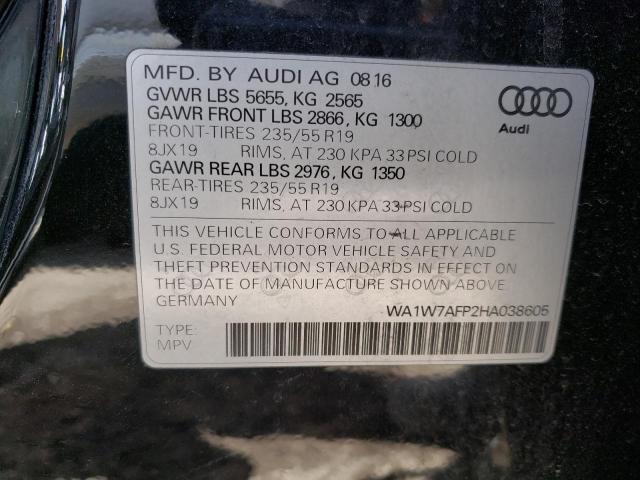 MFD. BY AUDI AG 08 16
GVWR LBS 5655, KG 2565
GAWR FRONT LBS 2866, KG 1300
FRONT-TIRES 235/55 R19
8JX19 RIMS, AT 230 KPA 33 PSI COLD
GAWR REAR LBS 2976, KG 1350
REAR-TIRES 235/55 R19
8JX19 RIMS, AT 230 KPA 33 PSI COLD
Audi
THIS VEHICLE CONFORMS TO ALL APPLICABLE
U.S. FEDERAL MOTOR VEHICLE SAFETY AND
THEFT PREVENTION STANDARDS IN EFFECT ON
THE DATE OF MANUFACTURE SHOWN ABOVE
GERMANY
WA1W7AFP2HA038605
TYPE:
MPV